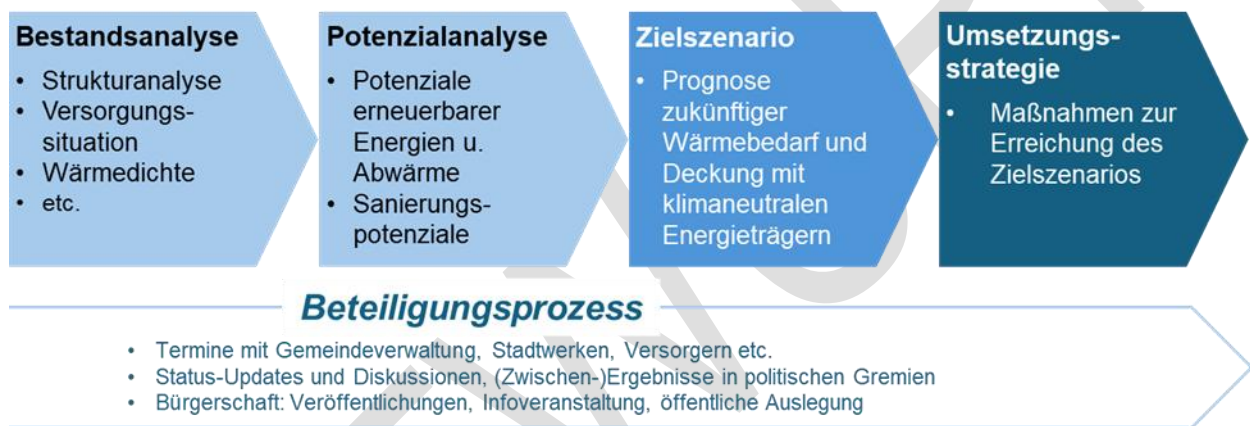 Bestandsanalyse
• Strukturanalyse
• Versorgungs-
situation
• Wärmedichte
• etc.
Potenzialanalyse
• Potenziale
erneuerbarer
Energien u.
Abwärme
• Sanierungs-
potenziale
Zielszenario
• Prognose
zukünftiger
Wärmebedarf und
Deckung mit
klimaneutralen
Energieträgern
Umsetzungs-
strategie
• Maßnahmen zur
Erreichung des
Zielszenarios
Beteiligungsprozess
• Termine mit Gemeindeverwaltung, Stadtwerken, Versorgern etc.
• Status-Updates und Diskussionen, (Zwischen-)Ergebnisse in politischen Gremien
• Bürgerschaft: Veröffentlichungen, Infoveranstaltung, öffentliche Auslegung